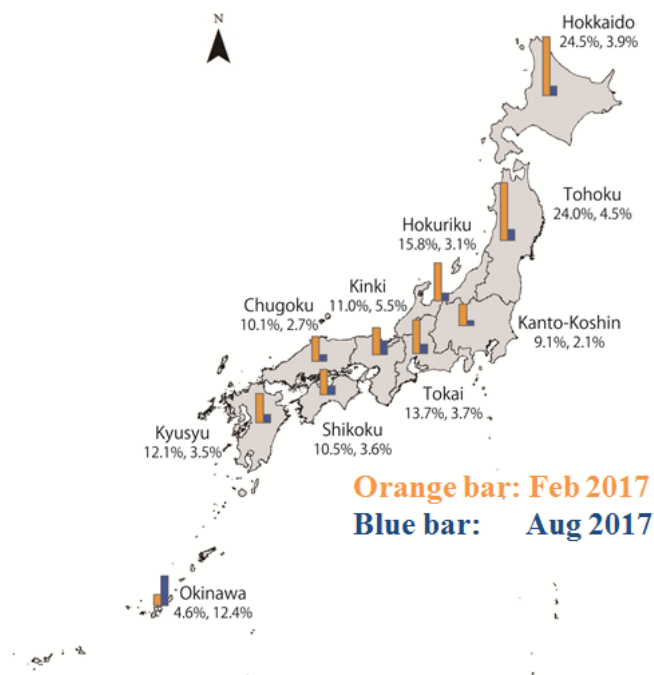 N
Hokkaido
24.5%, 3.9%
Tohoku
24.0%, 4.5%
Hokuriku
15.8%, 3.1%
Kinki
11.0%, 5.5%
Chugoku
10.1%, 2.7%
Kanto-Koshin
9.1%, 2.1%
Tokai
13.7%, 3.7%
Shikoku
10.5%, 3.6%
Kyusyu
12.1%, 3.5%
Orange bar: Feb 2017
Blue bar: Aug 2017
Okinawa
4.6%, 12.4%